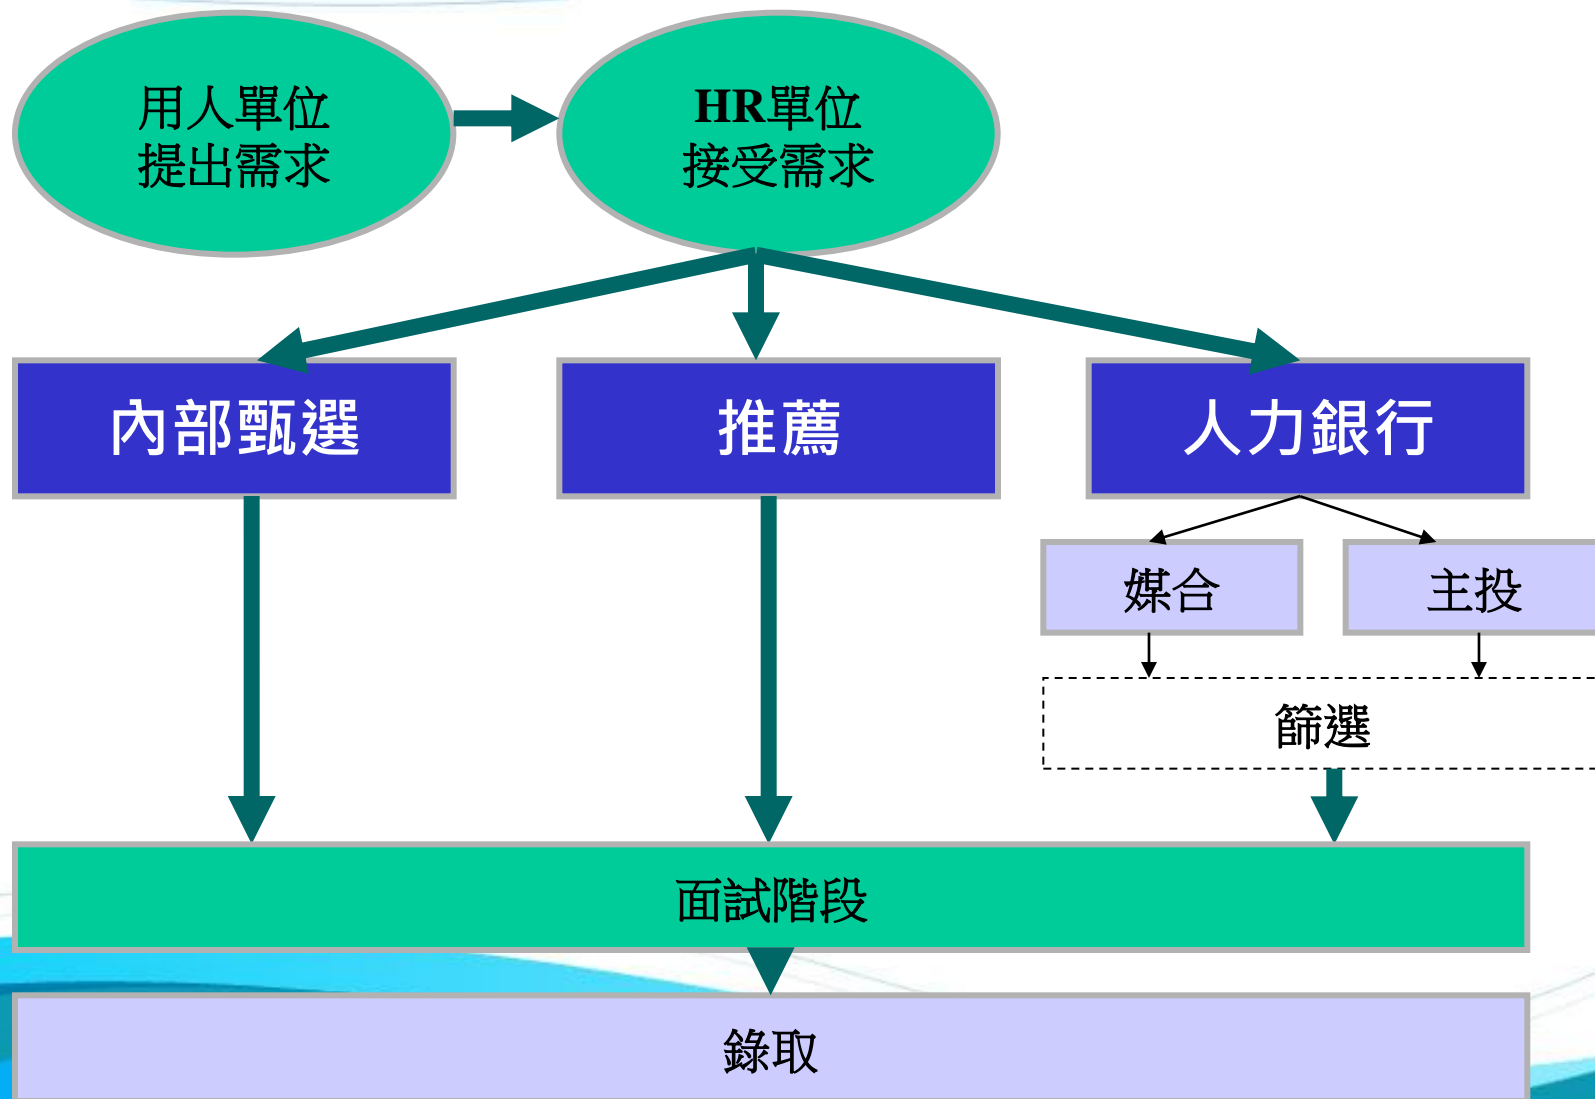 用人單位
提出需求
HR單位
接受需求
內部甄選
推薦
人力銀行
媒合
主投
篩選
面試階段
錄取